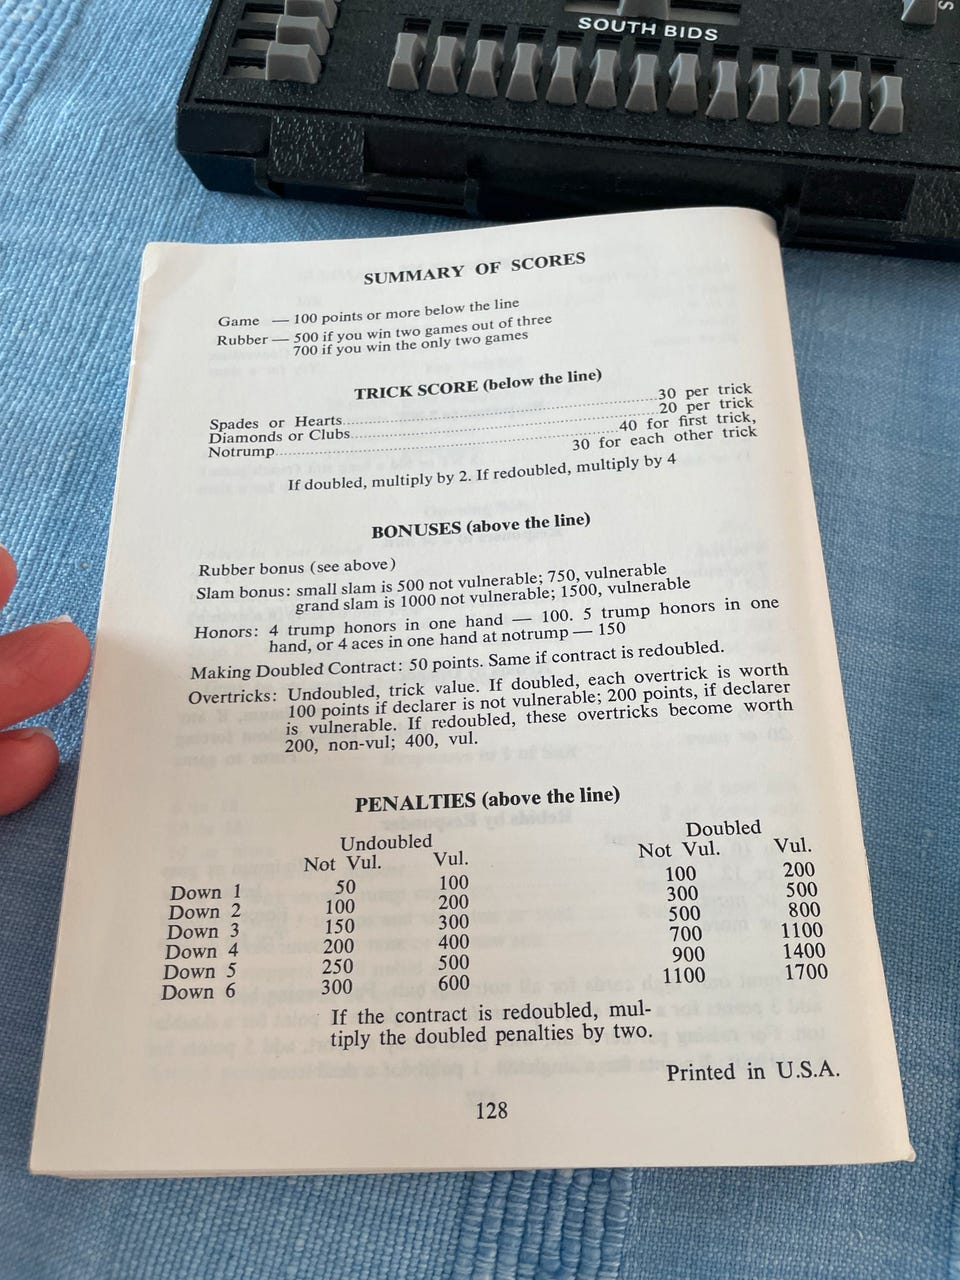 SOUTH BIDS
S
SUMMARY OF SCORES
Game — 100 points or more below the line
Rubber — 500 if you win two games out of three
700 if you win the only two games
TRICK SCORE (below the line)
Spades or Hearts..........30 per trick
Diamonds or Clubs..........20 per trick
Notrump..........40 for first trick,
30 for each other trick
If doubled, multiply by 2. If redoubled, multiply by 4
BONUSES (above the line)
Rubber bonus (see above)
Slam bonus: small slam is 500 not vulnerable; 750, vulnerable
grand slam is 1000 not vulnerable; 1500, vulnerable
Honors: 4 trump honors in one hand — 100. 5 trump honors in one
hand, or 4 aces in one hand at notrump — 150
Making Doubled Contract: 50 points. Same if contract is redoubled.
Overtricks: Undoubled, trick value. If doubled, each overtrick is worth
100 points if declarer is not vulnerable; 200 points, if declarer
is vulnerable. If redoubled, these overtricks become worth
200, non-vul; 400, vul.
PENALTIES (above the line)
Undoubled Doubled
Not Vul. Vul. Not Vul. Vul.
Down 1 50 100 100 200
Down 2 100 200 300 500
Down 3 150 300 500 800
Down 4 200 400 700 1100
Down 5 250 500 900 1400
Down 6 300 600 1100 1700
If the contract is redoubled, mul-
tiply the doubled penalties by two.
Printed in U.S.A.
128